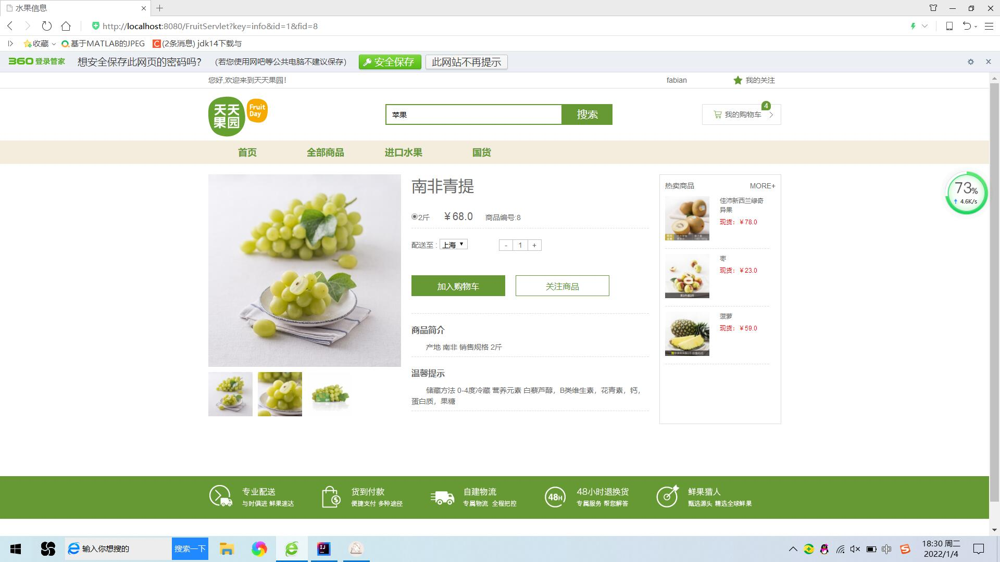 水果信息
http://localhost:8080/FruitServlet?key=info&id=1&fid=8
收藏 基于MATLAB的JPEG (2条消息) jdk14下载与
360登录管家 想安全保存此网页的密码吗? (若您使用网吧等公共电脑不建议保存) 安全保存 此网站不再提示
您好,欢迎来到天天果园! fabian 我的关注
天天果园 Fruit Day
苹果 搜索
我的购物车 4
首页 全部商品 进口水果 国货
南非青提
2斤 ¥68.0 商品编号:8
配送至 : 上海 - 1 +
加入购物车 关注商品
商品简介
产地 南非 销售规格 2斤
温馨提示
储藏方法 0-4度冷藏 营养元素 白藜芦醇，B类维生素，花青素，钙，
蛋白质，果糖
热卖商品 MORE+
佳沛新西兰绿奇
异果
现货：¥78.0
枣
现货：¥23.0
菠萝
现货：¥59.0
73%
4.6K/s
专业配送
与时俱进 鲜果速达
货到付款
便捷支付 多种途径
自建物流
专属物流 全程把控
48H
48小时退换货
专属服务 帮您解答
鲜果猎人
甄选源头 精选全球鲜果
输入你想搜的 搜索一下
IJ
中
S
18:30 周二
2022/1/4